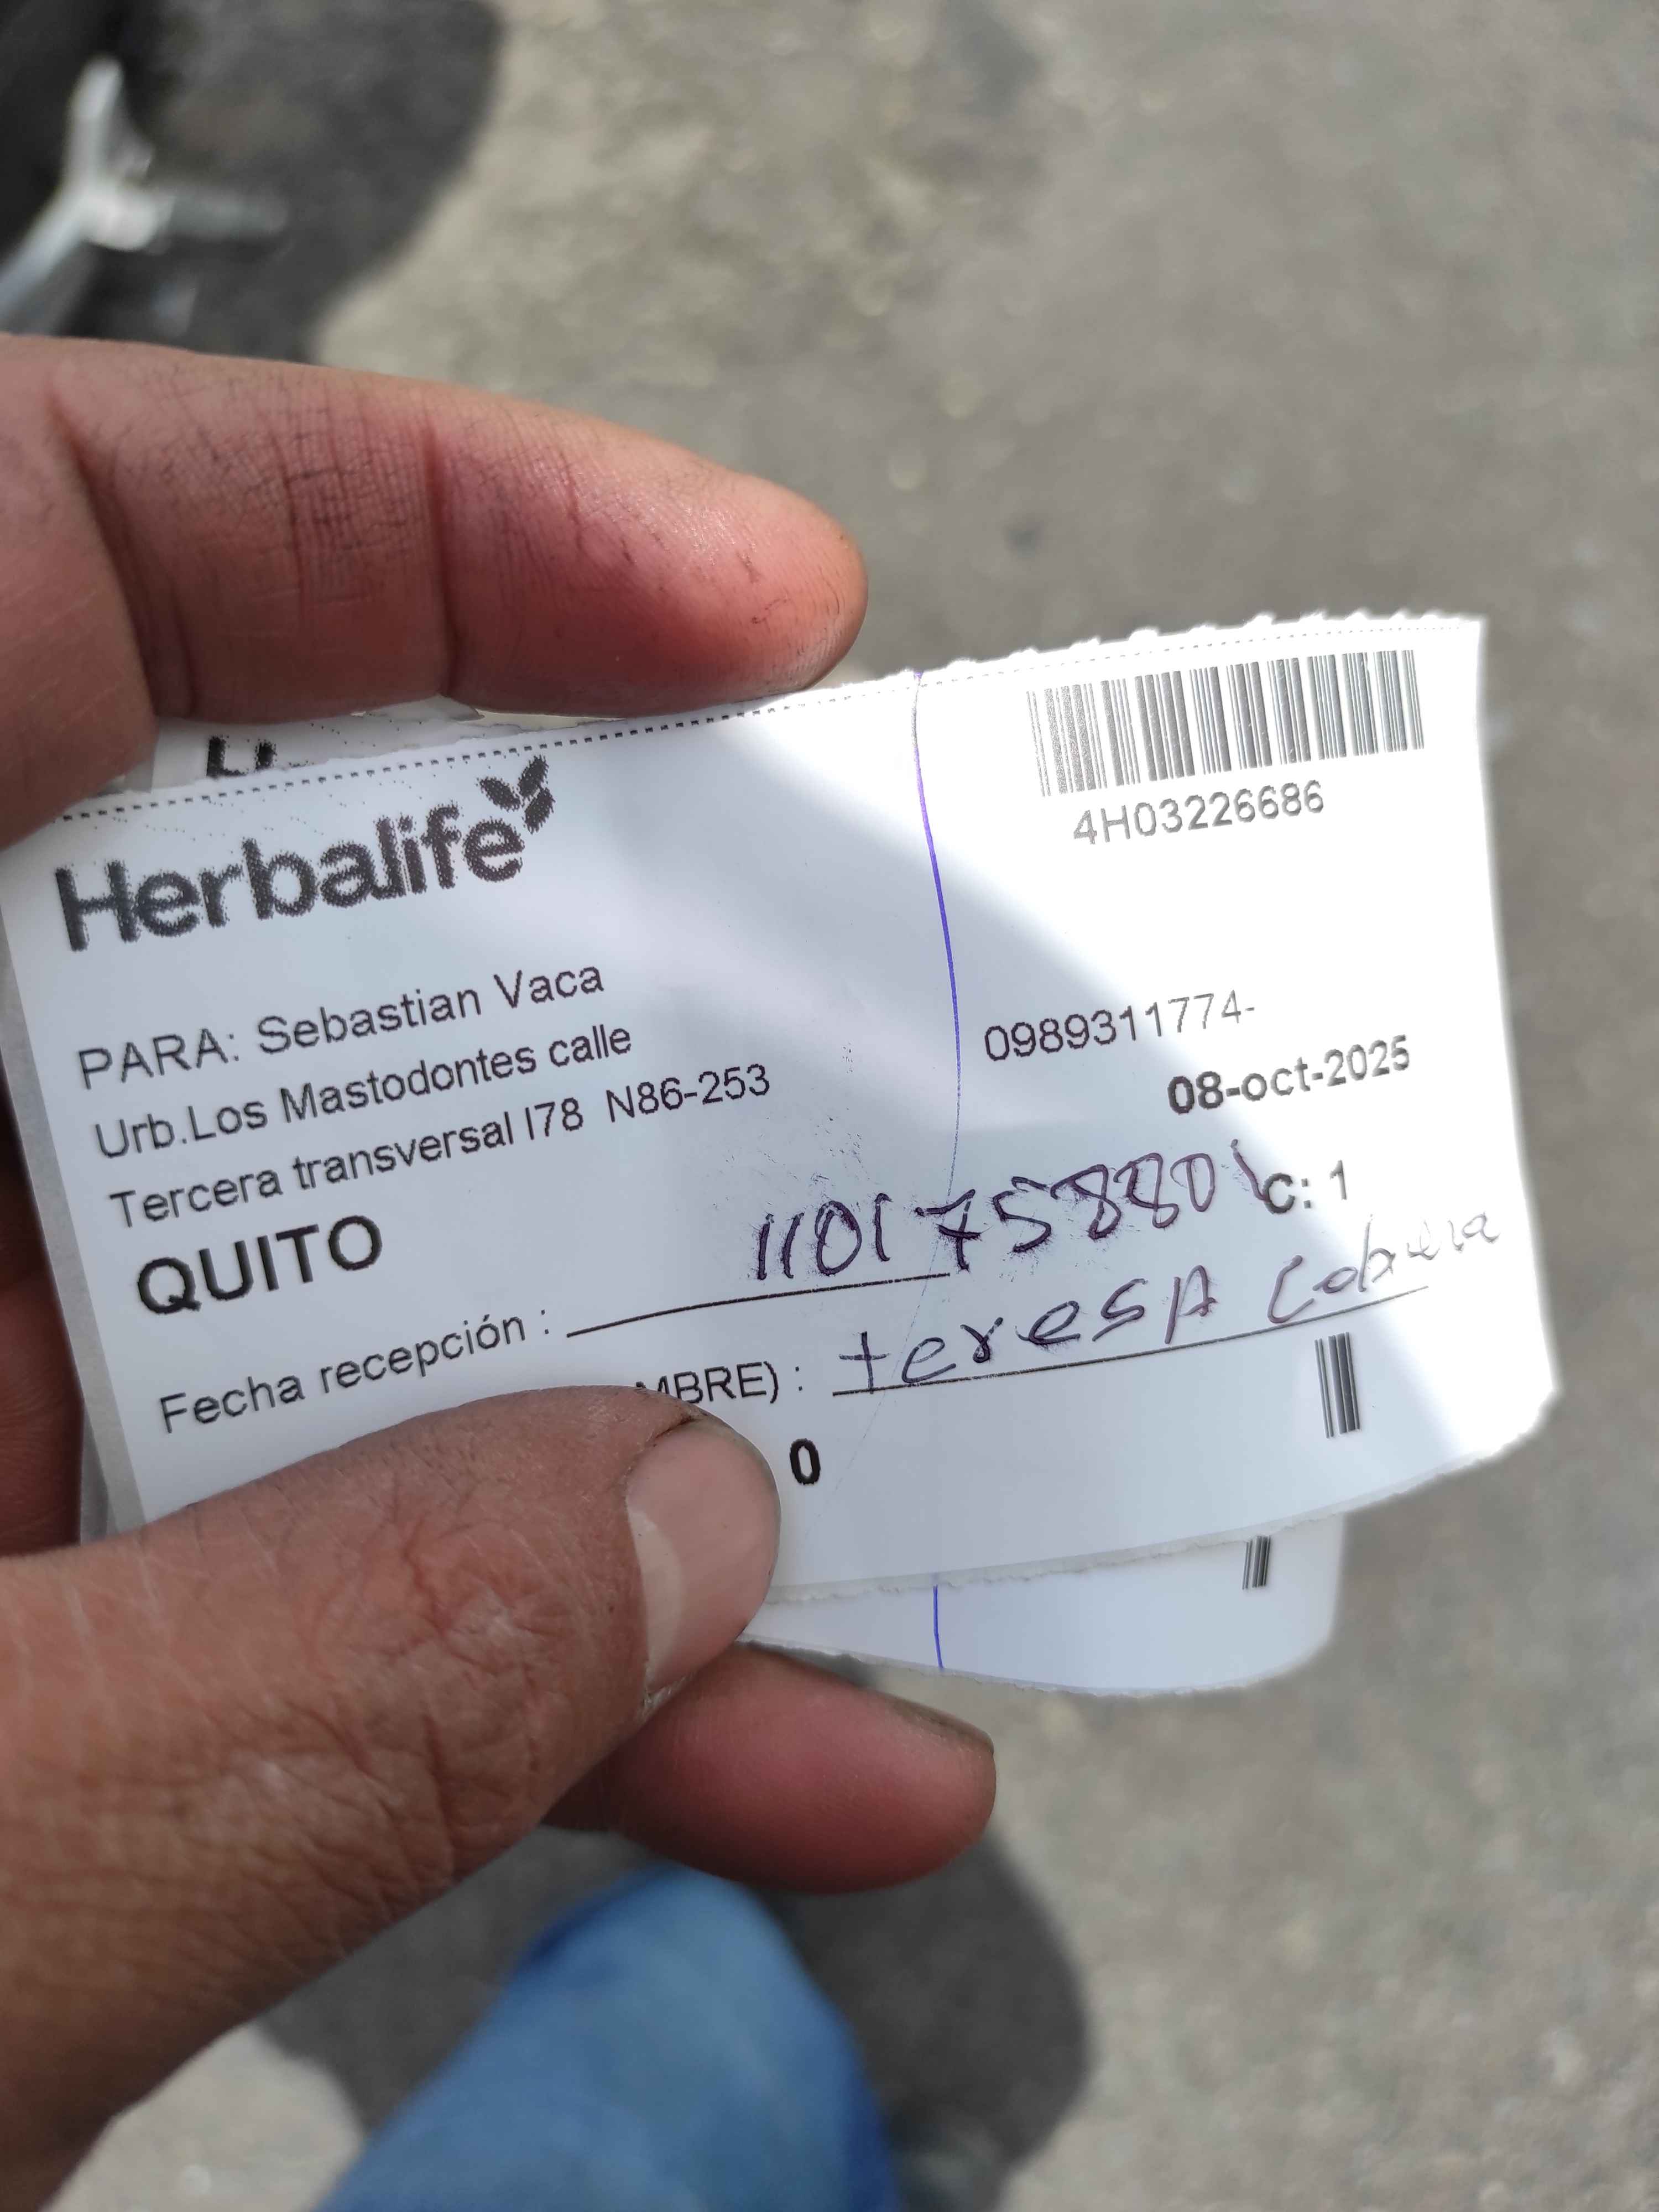 Herbalife
4H03226686
PARA: Sebastian Vaca
Urb.Los Mastodontes calle
Tercera transversal I78 N86-253
QUITO
0989311774-
08-oct-2025
C: 1
Fecha recepción : 1101758801
MBRE) : teresA Cabrera
0